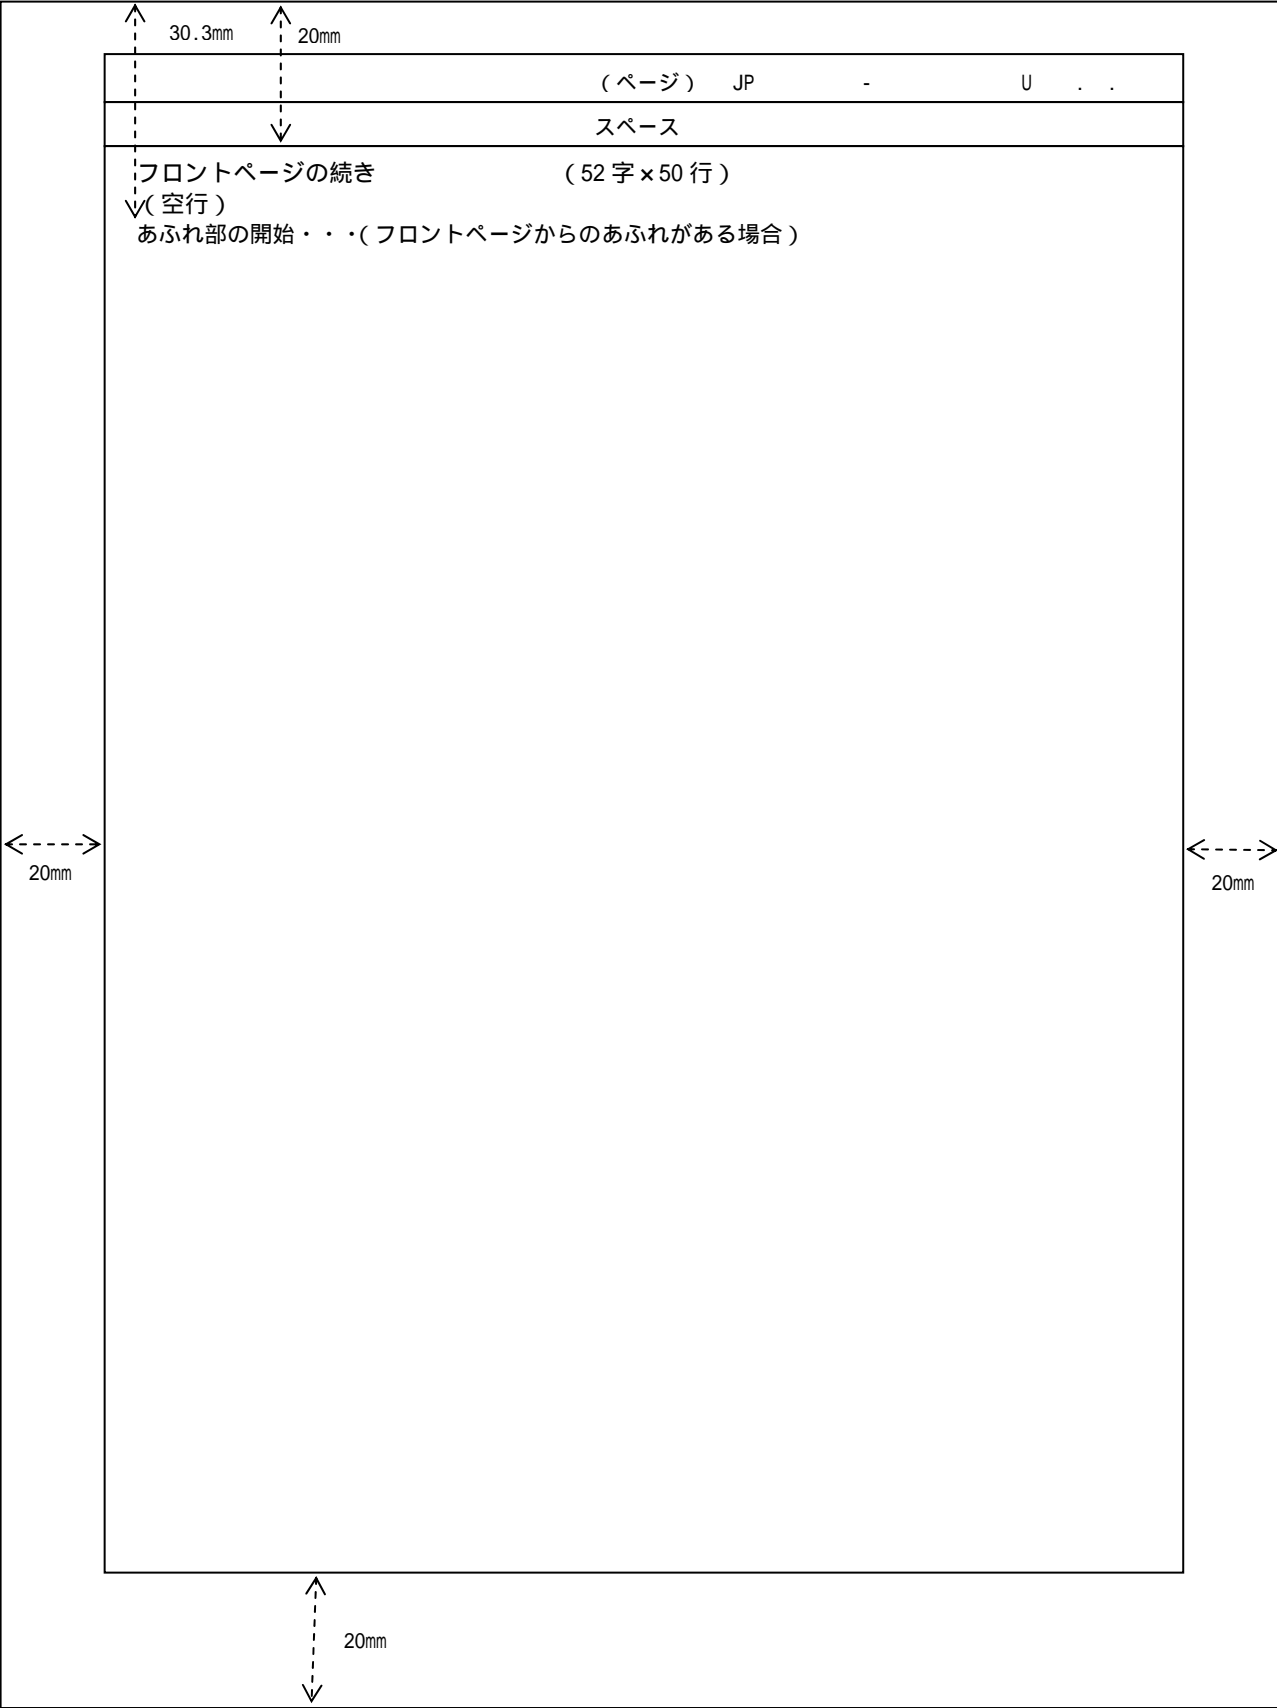 30.3㎜
20㎜
（ページ） JP - U . .
スペース
フロントページの続き （52字×50行）
（空行）
あふれ部の開始・・・（フロントページからのあふれがある場合）
20㎜
20㎜
20㎜